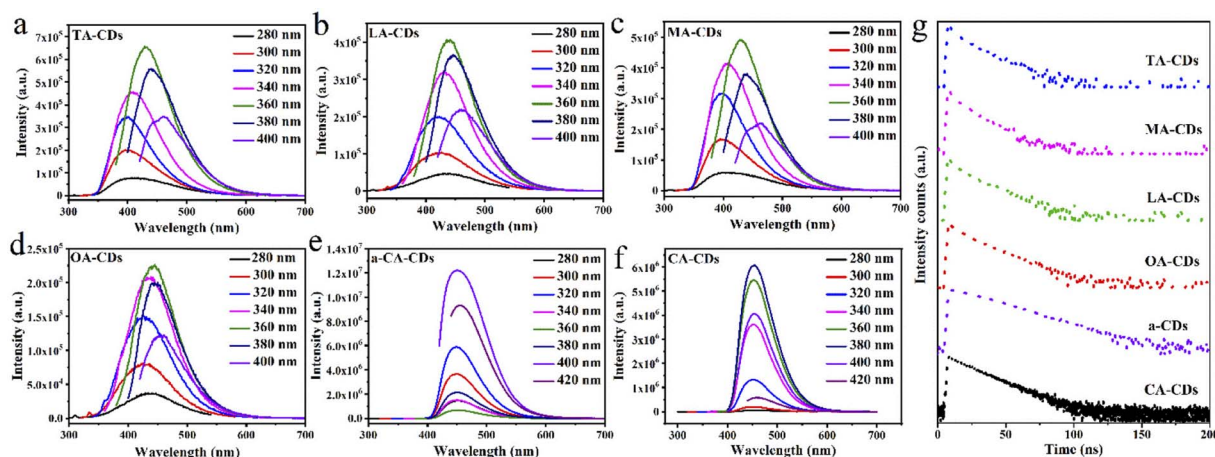 a
TA-CDs
7x10⁵
6x10⁵
5x10⁵
4x10⁵
3x10⁵
2x10⁵
1x10⁵
0
Intensity (a.u.)
300 400 500 600 700
Wavelength (nm)
280 nm
300 nm
320 nm
340 nm
360 nm
380 nm
400 nm
b
LA-CDs
4x10⁵
3x10⁵
2x10⁵
1x10⁵
0
Intensity (a.u.)
300 400 500 600 700
Wavelength (nm)
280 nm
300 nm
320 nm
340 nm
360 nm
380 nm
400 nm
c
MA-CDs
5x10⁵
4x10⁵
3x10⁵
2x10⁵
1x10⁵
0
Intensity (a.u.)
300 400 500 600 700
Wavelength (nm)
280 nm
300 nm
320 nm
340 nm
360 nm
380 nm
400 nm
d
OA-CDs
2.5x10⁵
2.0x10⁵
1.5x10⁵
1.0x10⁵
5.0x10⁴
0.0
Intensity (a.u.)
300 400 500 600 700
Wavelength (nm)
280 nm
300 nm
320 nm
340 nm
360 nm
380 nm
400 nm
e
a-CA-CDs
1.4x10⁷
1.2x10⁷
1.0x10⁷
8.0x10⁶
6.0x10⁶
4.0x10⁶
2.0x10⁶
0.0
Intensity (a.u.)
300 400 500 600 700
Wavelength (nm)
280 nm
300 nm
320 nm
340 nm
360 nm
380 nm
400 nm
420 nm
f
CA-CDs
6x10⁶
5x10⁶
4x10⁶
3x10⁶
2x10⁶
1x10⁶
0
Intensity (a.u.)
300 400 500 600 700
Wavelength (nm)
280 nm
300 nm
320 nm
340 nm
360 nm
380 nm
400 nm
420 nm
g
Intensity counts (a.u.)
TA-CDs
MA-CDs
LA-CDs
OA-CDs
a-CDs
CA-CDs
0 50 100 150 200
Time (ns)